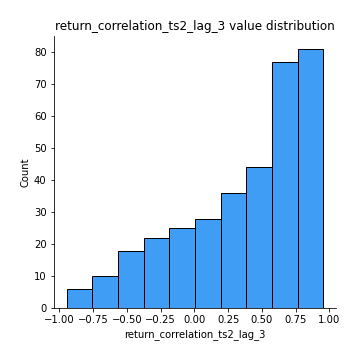 return_correlation_ts2_lag_3 value distribution
80
70
60
50
40
30
20
10
0
Count
−1.00 −0.75 −0.50 −0.25 0.00 0.25 0.50 0.75 1.00
return_correlation_ts2_lag_3